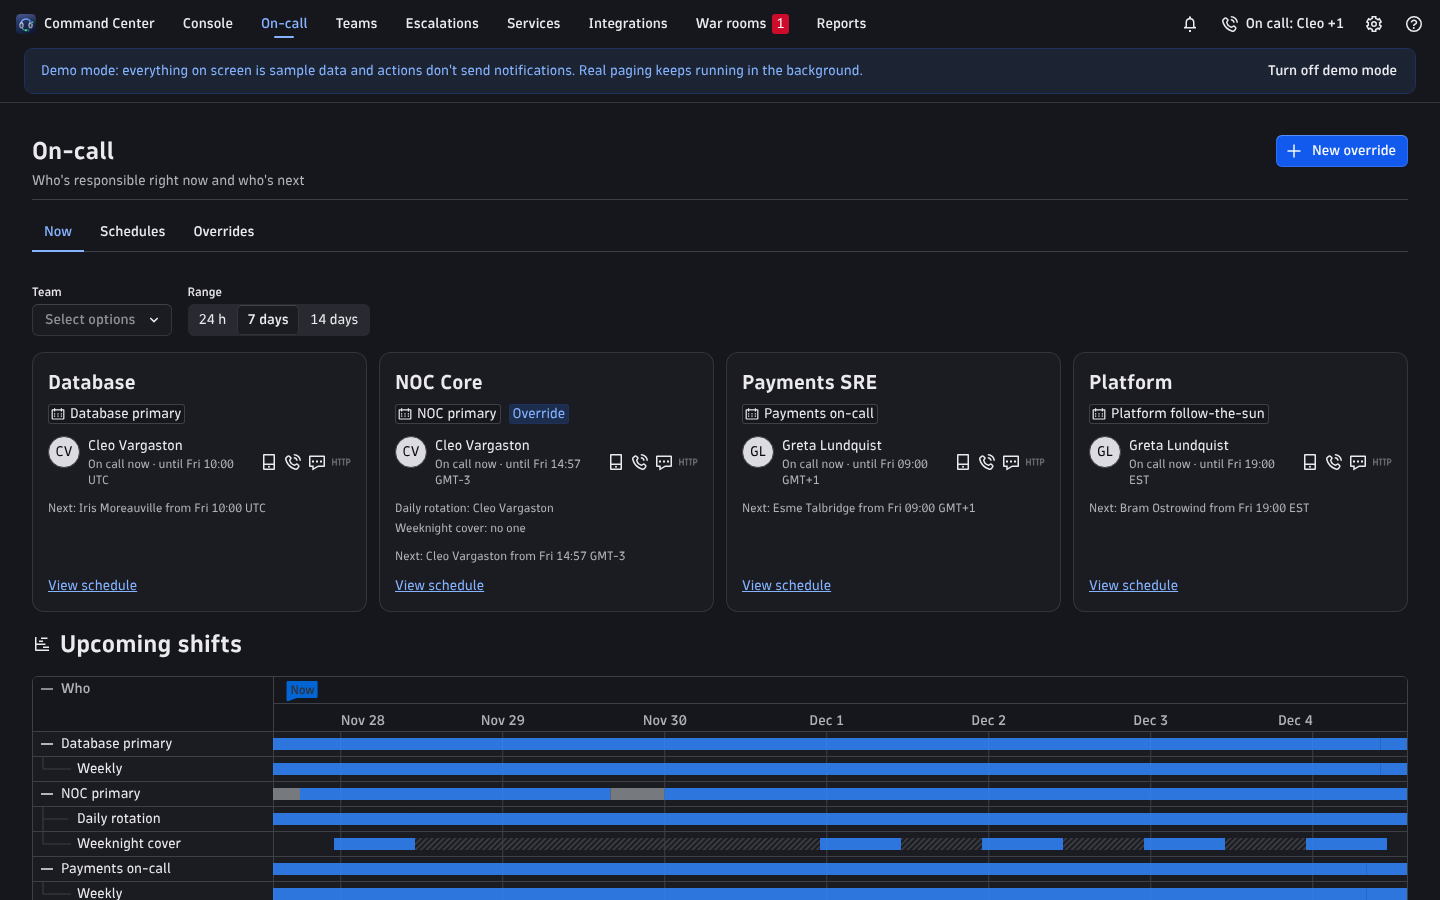 Command Center Console On-call Teams Escalations Services Integrations War rooms 1 Reports On call: Cleo +1
Demo mode: everything on screen is sample data and actions don't send notifications. Real paging keeps running in the background. Turn off demo mode
On-call
New override
Who's responsible right now and who's next
Now Schedules Overrides
Team Range
Select options 24 h 7 days 14 days
Database
Database primary
CV
Cleo Vargaston
On call now · until Fri 10:00
UTC
HTTP
Next: Iris Moreauville from Fri 10:00 UTC
View schedule
NOC Core
NOC primary Override
CV
Cleo Vargaston
On call now · until Fri 14:57
GMT-3
HTTP
Daily rotation: Cleo Vargaston
Weeknight cover: no one
Next: Cleo Vargaston from Fri 14:57 GMT-3
View schedule
Payments SRE
Payments on-call
GL
Greta Lundquist
On call now · until Fri 09:00
GMT+1
HTTP
Next: Esme Talbridge from Fri 09:00 GMT+1
View schedule
Platform
Platform follow-the-sun
GL
Greta Lundquist
On call now · until Fri 19:00
EST
HTTP
Next: Bram Ostrowind from Fri 19:00 EST
View schedule
Upcoming shifts
Who Now
Nov 28 Nov 29 Nov 30 Dec 1 Dec 2 Dec 3 Dec 4
Database primary
Weekly
NOC primary
Daily rotation
Weeknight cover
Payments on-call
Weekly